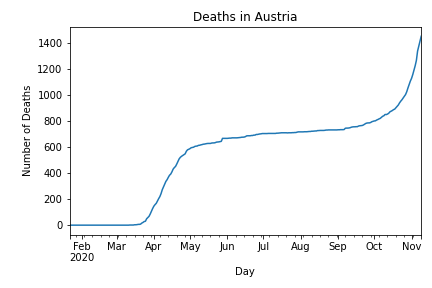 Deaths in Austria
Number of Deaths
1400
1200
1000
800
600
400
200
0
Feb Mar Apr May Jun Jul Aug Sep Oct Nov
2020
Day